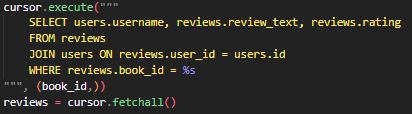 cursor.execute("""
    SELECT users.username, reviews.review_text, reviews.rating
    FROM reviews
    JOIN users ON reviews.user_id = users.id
    WHERE reviews.book_id = %s
""", (book_id,))
reviews = cursor.fetchall()